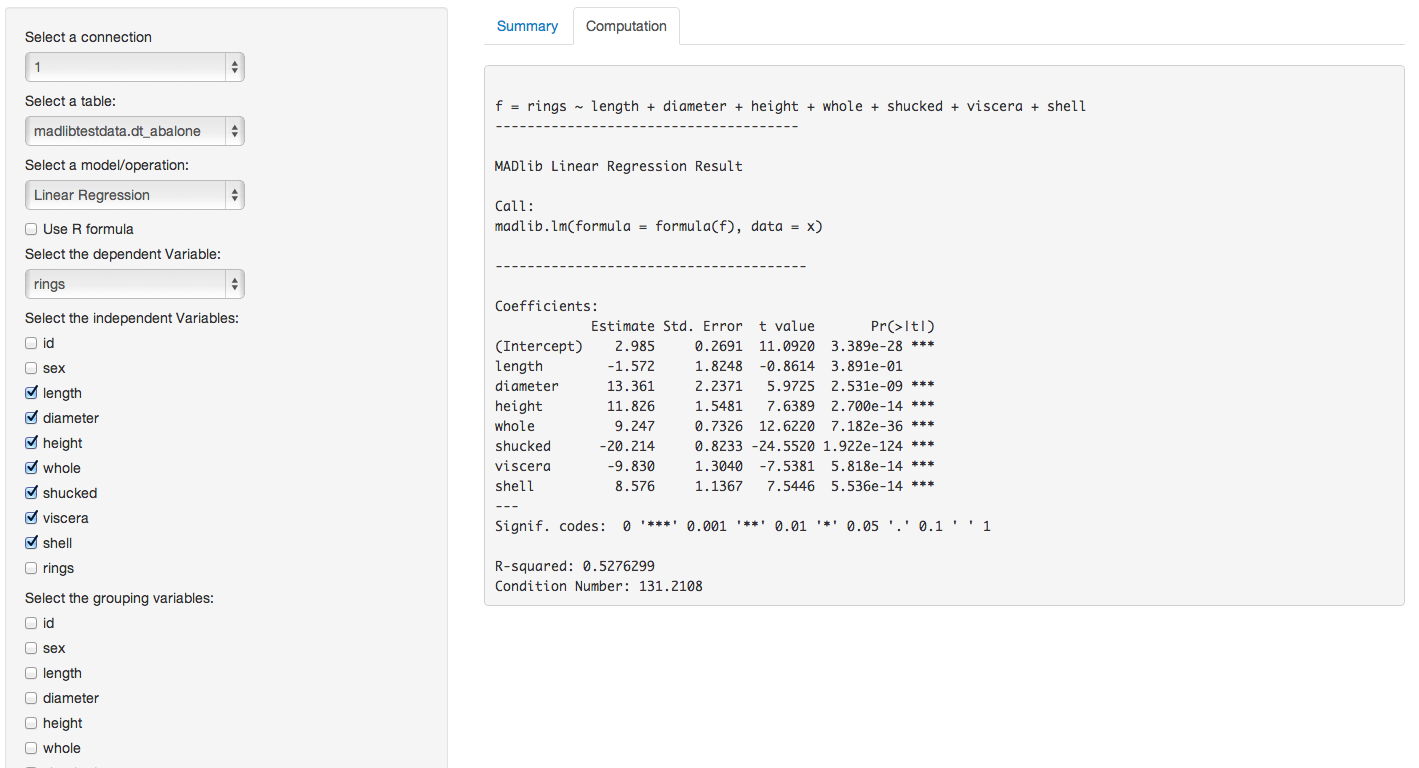 Select a connection
1
Select a table:
madlibtestdata.dt_abalone
Select a model/operation:
Linear Regression
Use R formula
Select the dependent Variable:
rings
Select the independent Variables:
id
sex
length
diameter
height
whole
shucked
viscera
shell
rings
Select the grouping variables:
id
sex
length
diameter
height
whole
Summary
Computation
f = rings ~ length + diameter + height + whole + shucked + viscera + shell
--------------------------------------
MADlib Linear Regression Result
Call:
madlib.lm(formula = formula(f), data = x)
---------------------------------------
Coefficients:
Estimate Std. Error t value Pr(>|t|)
(Intercept) 2.985 0.2691 11.0920 3.389e-28 ***
length -1.572 1.8248 -0.8614 3.891e-01
diameter 13.361 2.2371 5.9725 2.531e-09 ***
height 11.826 1.5481 7.6389 2.700e-14 ***
whole 9.247 0.7326 12.6220 7.182e-36 ***
shucked -20.214 0.8233 -24.5520 1.922e-124 ***
viscera -9.830 1.3040 -7.5381 5.818e-14 ***
shell 8.576 1.1367 7.5446 5.536e-14 ***
---
Signif. codes: 0 '***' 0.001 '**' 0.01 '*' 0.05 '.' 0.1 ' ' 1
R-squared: 0.5276299
Condition Number: 131.2108